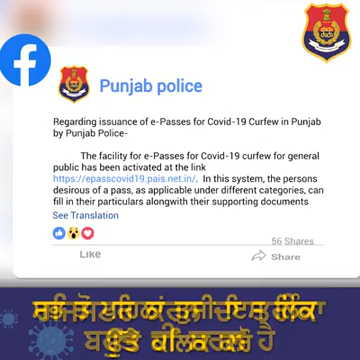 Punjab police
Regarding issuance of e-Passes for Covid-19 Curfew in Punjab
by Punjab Police-
The facility for e-Passes for Covid-19 curfew for general
public has been activated at the link
https://epasscovid19.pais.net.in/. In this system, the persons
desirous of a pass, as applicable under different categories, can
fill in their particulars alongwith their supporting documents
See Translation
56 Shares
Like
Share